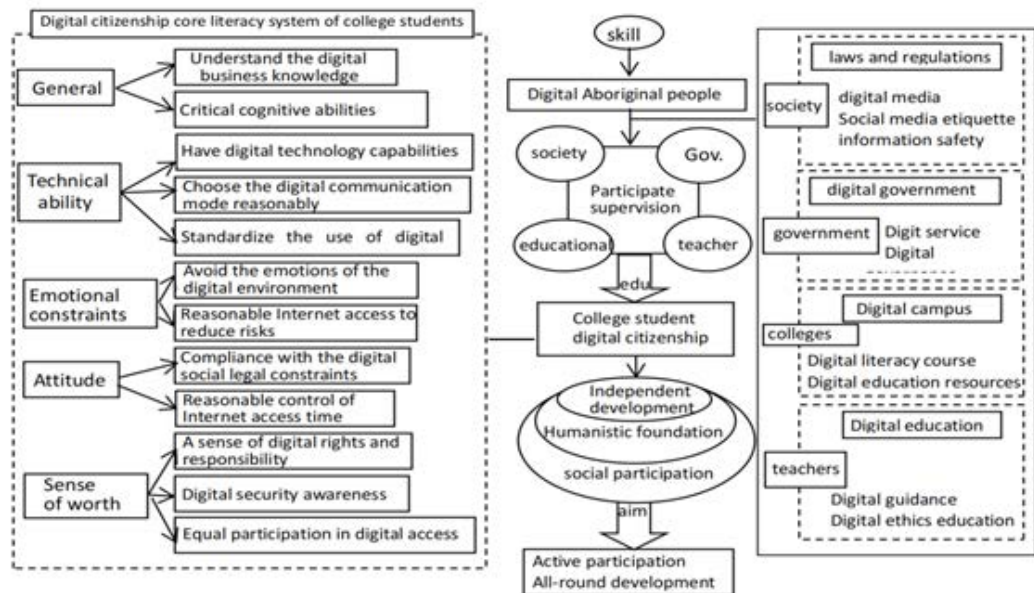 Digital citizenship core literacy system of college students
General
Understand the digital
business knowledge
Critical cognitive abilities
Technical
ability
Have digital technology capabilities
Choose the digital communication
mode reasonably
Standardize the use of digital
Emotional
constraints
Avoid the emotions of the
digital environment
Reasonable Internet access to
reduce risks
Attitude
Compliance with the digital
social legal constraints
Reasonable control of
Internet access time
Sense
of worth
A sense of digital rights and
responsibility
Digital security awareness
Equal participation in digital access
skill
Digital Aboriginal people
society
Gov.
Participate
supervision
educational
teacher
edu
College student
digital citizenship
Independent
development
Humanistic foundation
social participation
aim
Active participation
All-round development
laws and regulations
society
digital media
Social media etiquette
information safety
digital government
government
Digit service
Digital
Digital campus
colleges
Digital literacy course
Digital education resources
Digital education
teachers
Digital guidance
Digital ethics education